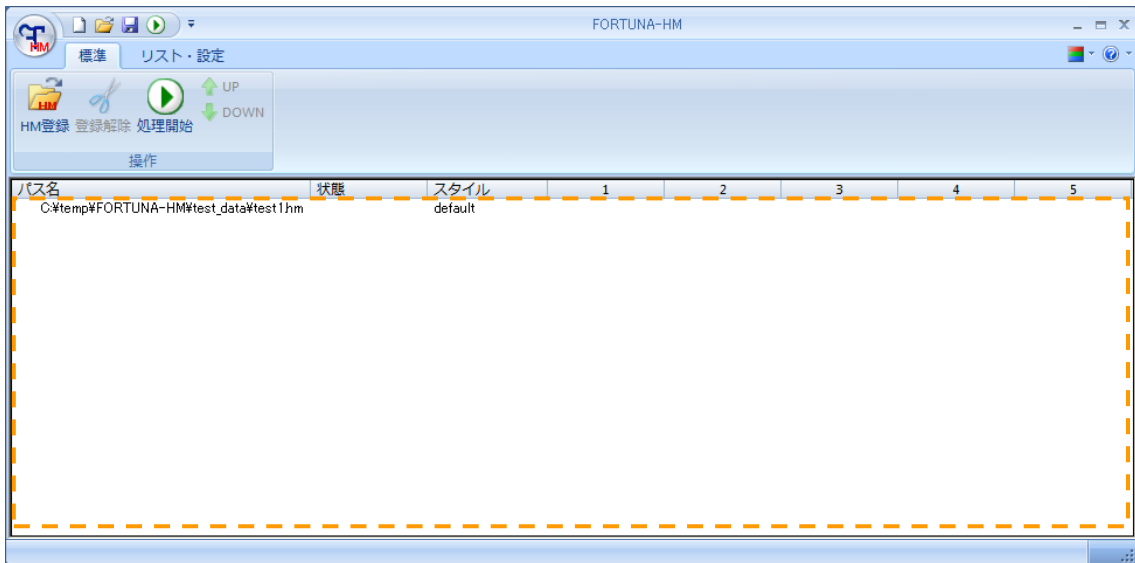 FORTUNA-HM
HM
標準 リスト・設定
HM
UP
DOWN
HM登録 登録解除 処理開始
操作
パス名 状態 スタイル 1 2 3 4 5
C:¥temp¥FORTUNA-HM¥test_data¥test1.hm default